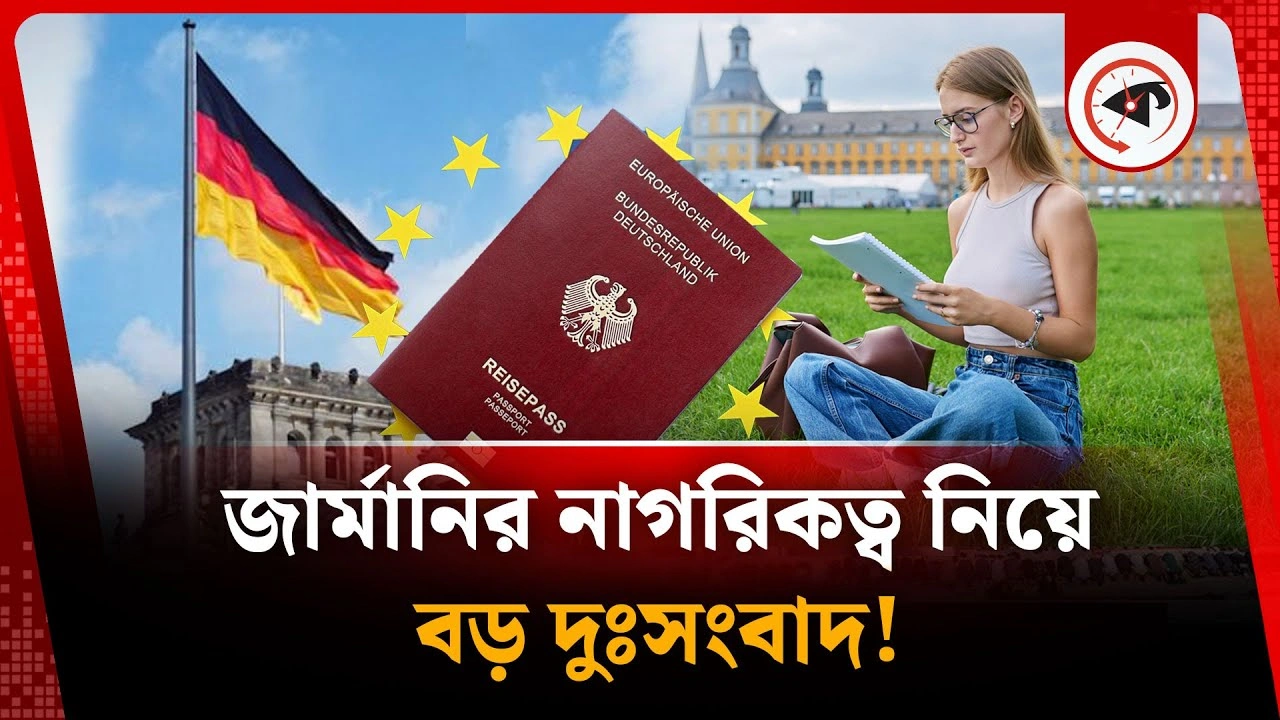 EUROPÄISCHE UNION
BUNDESREPUBLIK
DEUTSCHLAND
REISEPASS
PASSPORT
PASSEPORT
জার্মানির নাগরিকত্ব নিয়ে
বড় দুঃসংবাদ!